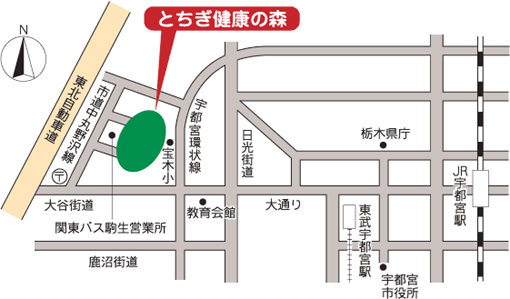 とちぎ健康の森
N
東北自動車道
市道中丸野沢線
宝木小
宇都宮環状線
日光街道
栃木県庁
JR宇都宮駅
〒
大谷街道
関東バス駒生営業所
教育会館
大通り
東武宇都宮駅
鹿沼街道
宇都宮
市役所